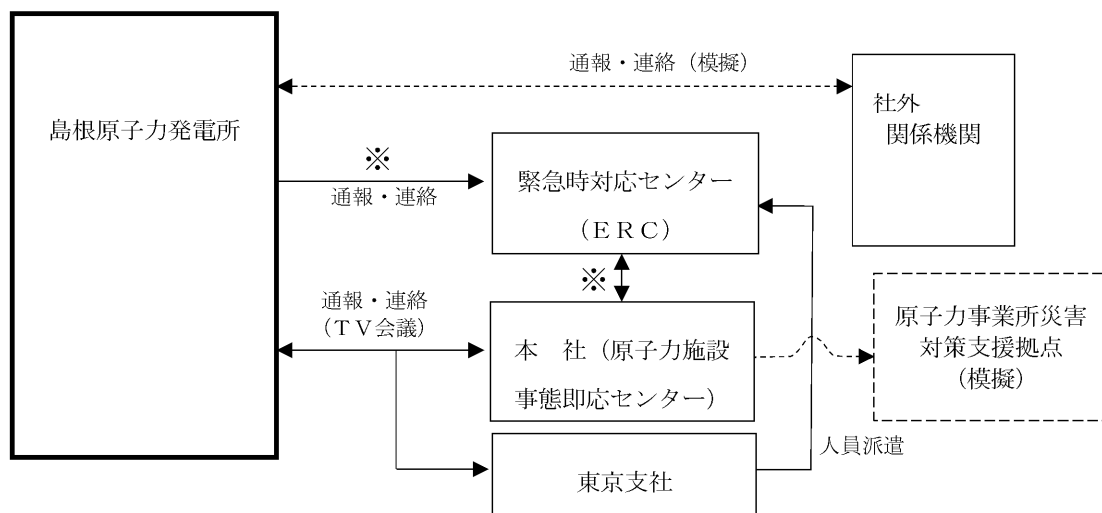 通報・連絡（模擬）
島根原子力発電所
社外
関係機関
※
通報・連絡
緊急時対応センター
（ＥＲＣ）
※
通報・連絡
（ＴＶ会議）
本　社（原子力施設
事態即応センター）
原子力事業所災害
対策支援拠点
（模擬）
人員派遣
東京支社